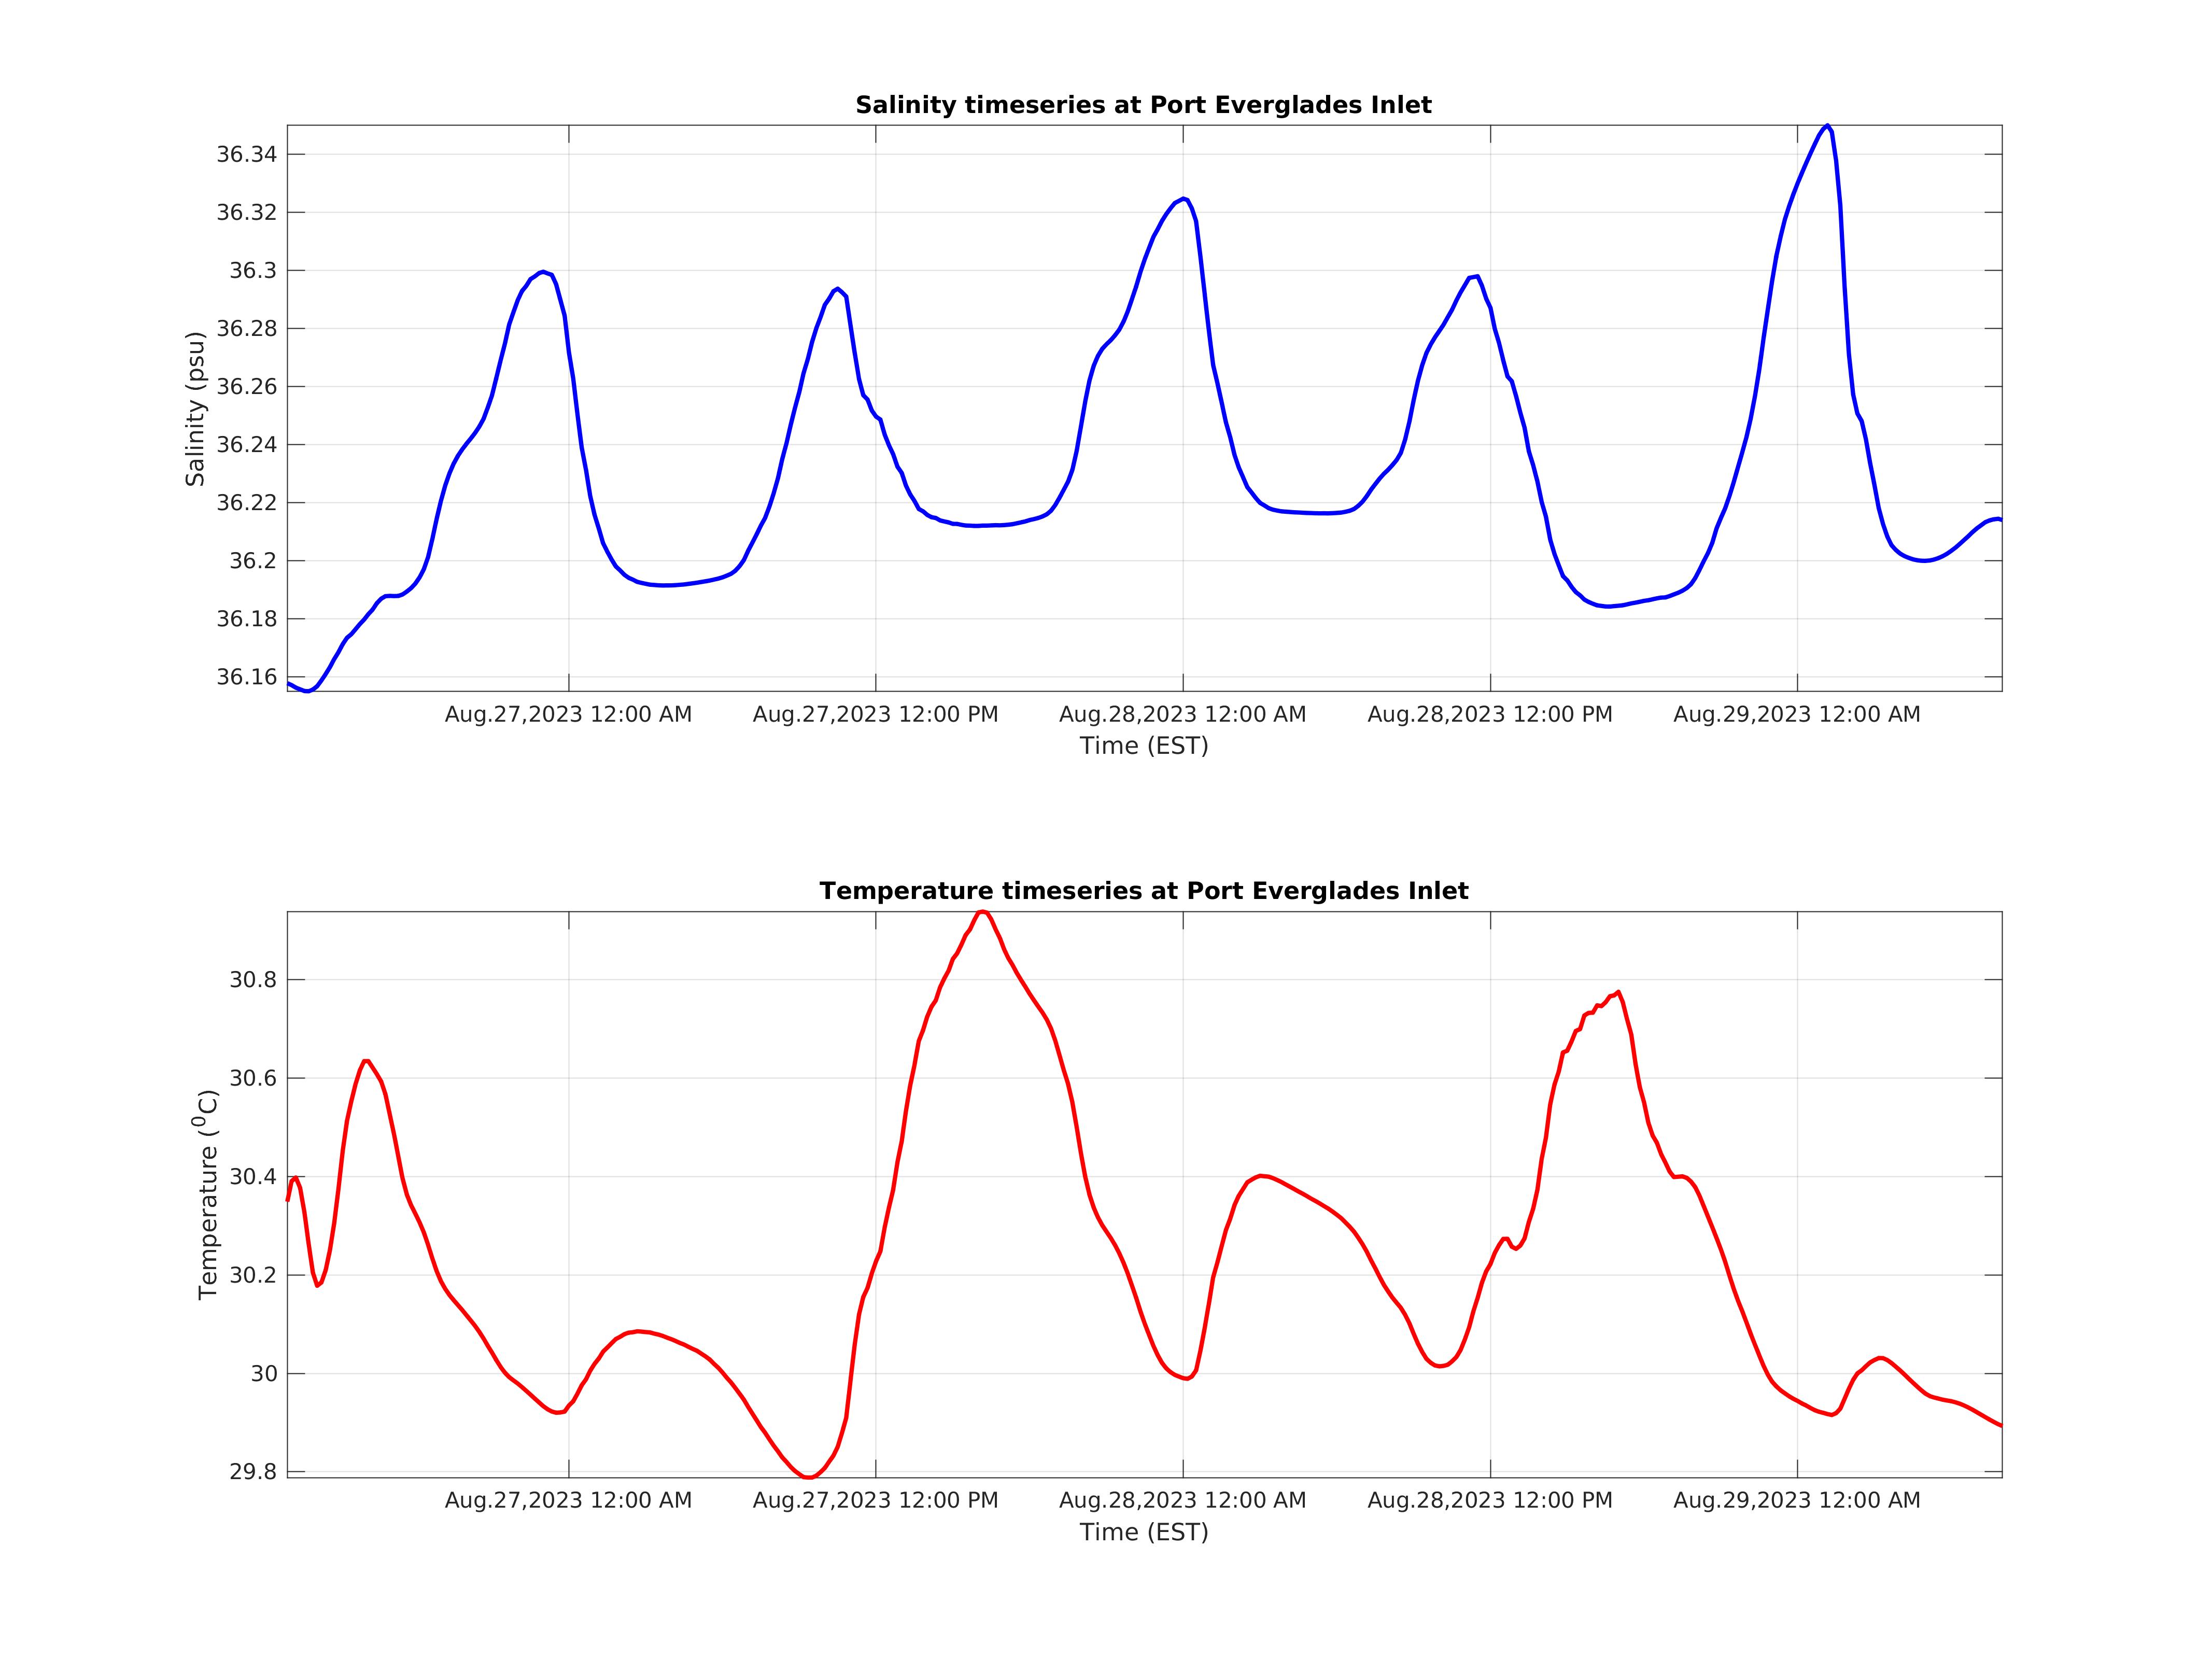 Salinity timeseries at Port Everglades Inlet
36.34
36.32
36.3
36.28
36.26
36.24
36.22
36.2
36.18
36.16
Salinity (psu)
Aug.27,2023 12:00 AM Aug.27,2023 12:00 PM Aug.28,2023 12:00 AM Aug.28,2023 12:00 PM Aug.29,2023 12:00 AM
Time (EST)
Temperature timeseries at Port Everglades Inlet
30.8
30.6
30.4
30.2
30
29.8
Temperature (⁰C)
Aug.27,2023 12:00 AM Aug.27,2023 12:00 PM Aug.28,2023 12:00 AM Aug.28,2023 12:00 PM Aug.29,2023 12:00 AM
Time (EST)